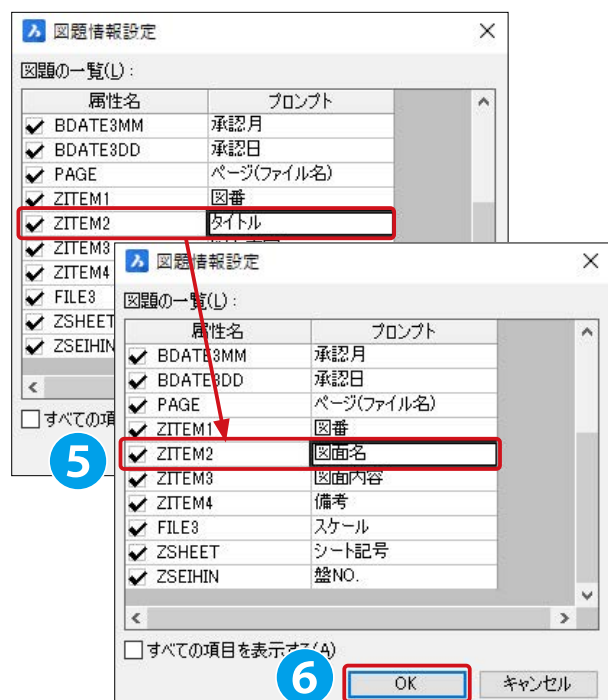 図題情報設定
図題の一覧(L):
属性名 プロンプト
BDATE3MM 承認月
BDATE3DD 承認日
PAGE ページ(ファイル名)
ZITEM1 図番
ZITEM2 タイトル
ZITEM3
ZITEM4
FILE3
ZSHEET
ZSEIHIN
すべての項
5
図題情報設定
図題の一覧(L):
属性名 プロンプト
BDATE3MM 承認月
BDATE3DD 承認日
PAGE ページ(ファイル名)
ZITEM1 図番
ZITEM2 図面名
ZITEM3 図面内容
ZITEM4 備考
FILE3 スケール
ZSHEET シート記号
ZSEIHIN 盤NO.
すべての項目を表示する(A)
6
OK キャンセル